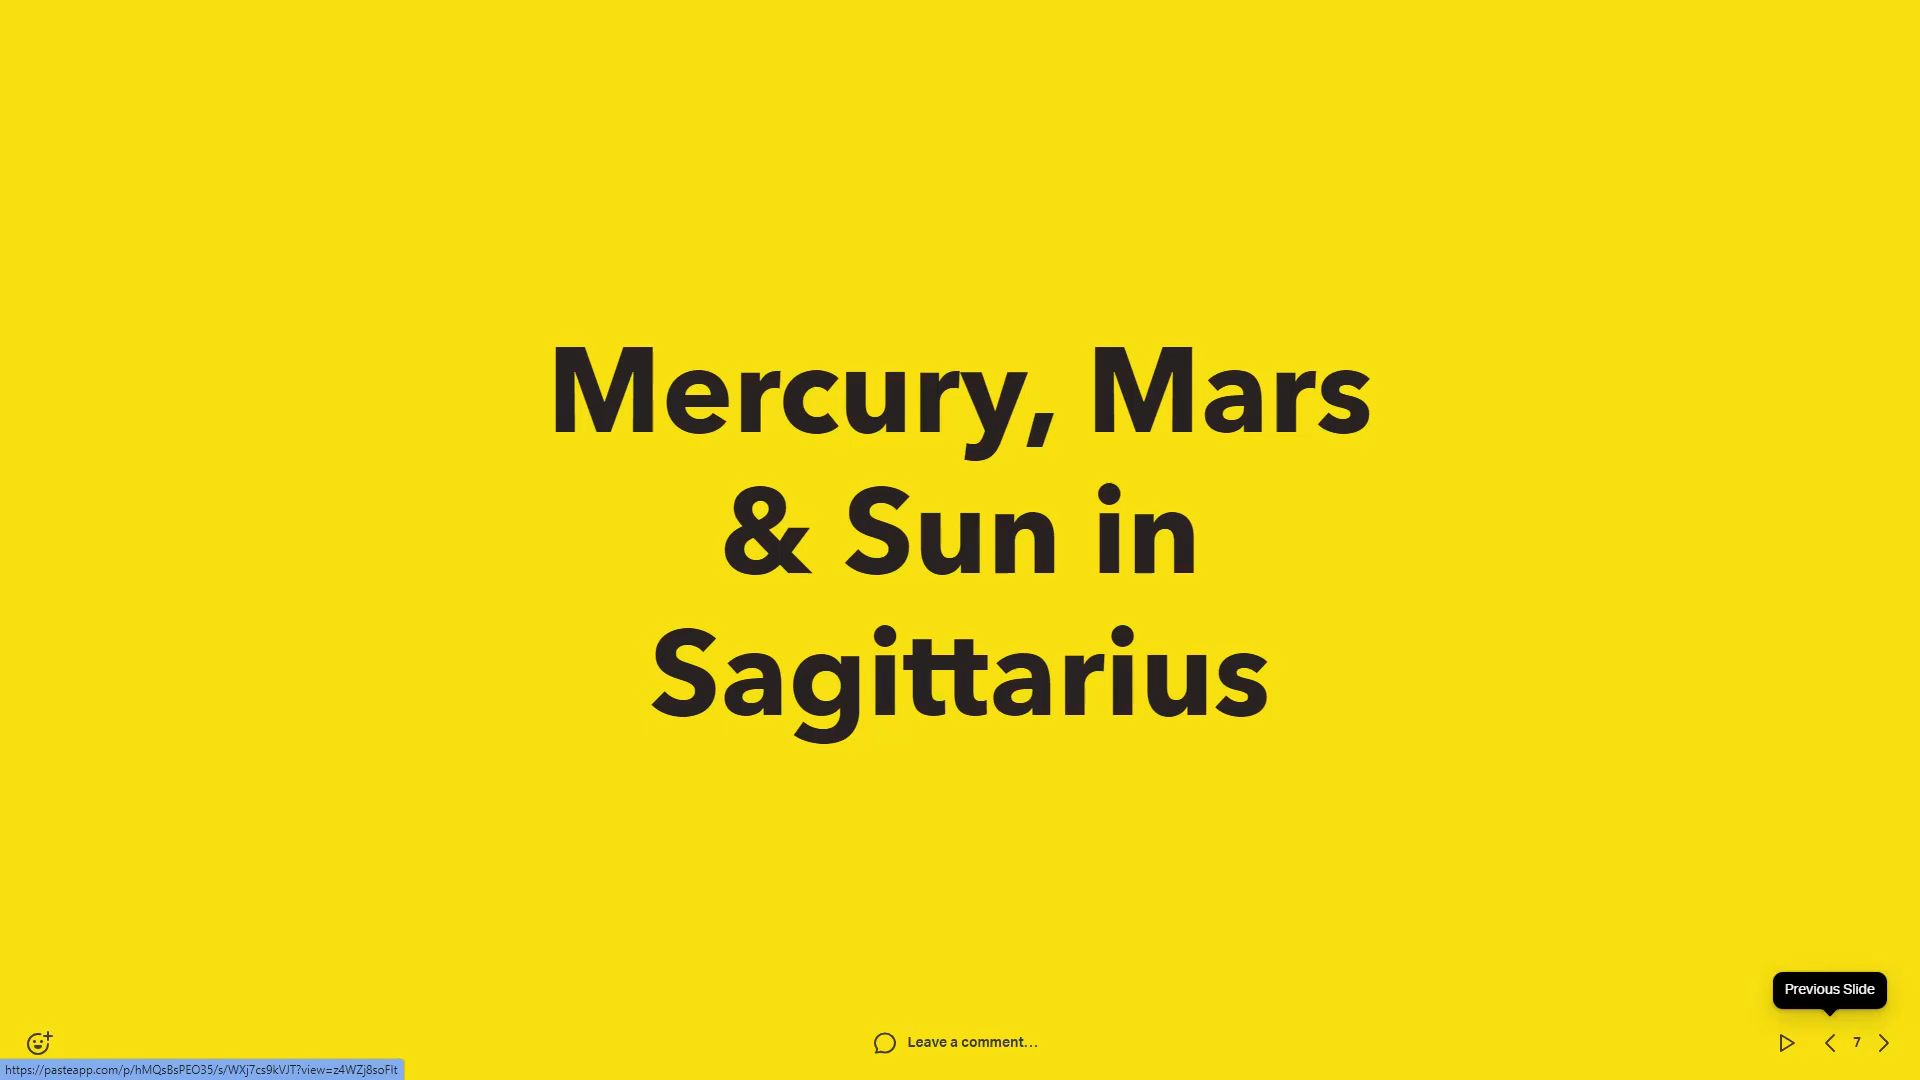 Mercury, Mars
& Sun in
Sagittarius
Previous Slide
Leave a comment...
7
https://pasteapp.com/p/hMQsBsPEO35/s/WXj7cs9kVJT?view=z4WZj8soFIt